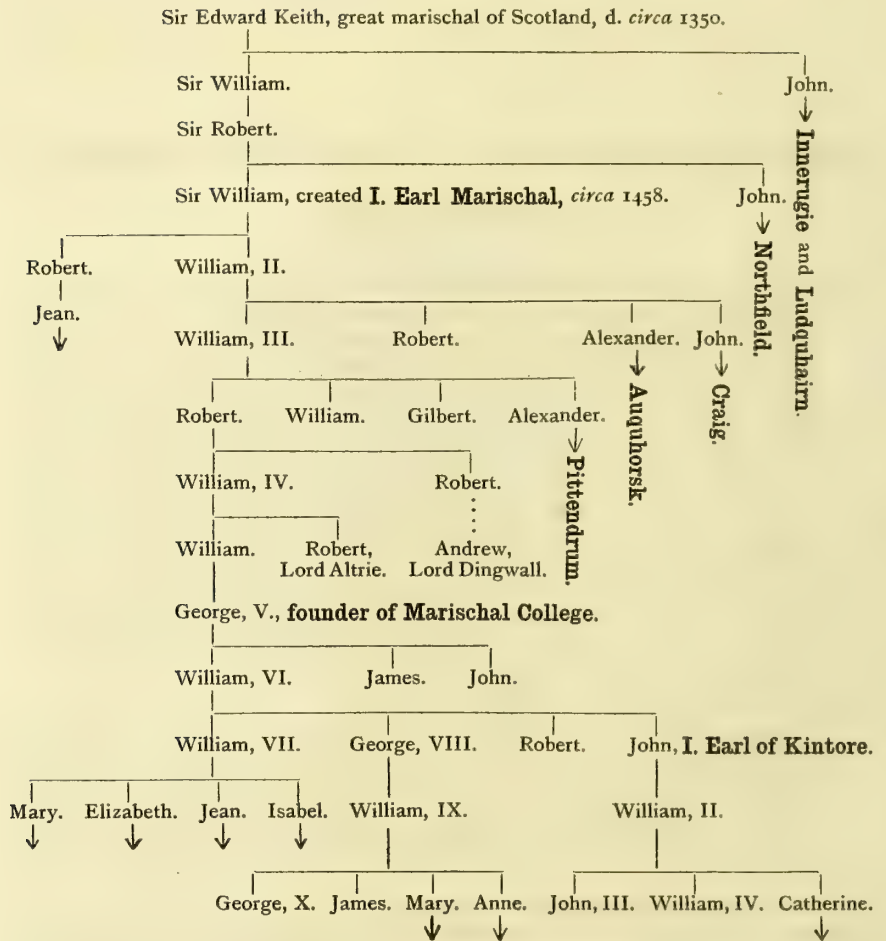 Sir Edward Keith, great marischal of Scotland, d. circa 1350.
Sir William. John.
Sir Robert.
Innerugie and Ludquhairn.
Sir William, created I. Earl Marischal, circa 1458. John.
Northfield.
Robert. William, II.
Jean.
William, III. Robert. Alexander. John.
Auquhorsk.
Craig.
Robert. William. Gilbert. Alexander.
Pittendrum.
William, IV. Robert.
William. Robert, Andrew,
Lord Altrie. Lord Dingwall.
George, V., founder of Marischal College.
William, VI. James. John.
William, VII. George, VIII. Robert. John, I. Earl of Kintore.
Mary. Elizabeth. Jean. Isabel. William, IX. William, II.
George, X. James. Mary. Anne. John, III. William, IV. Catherine.